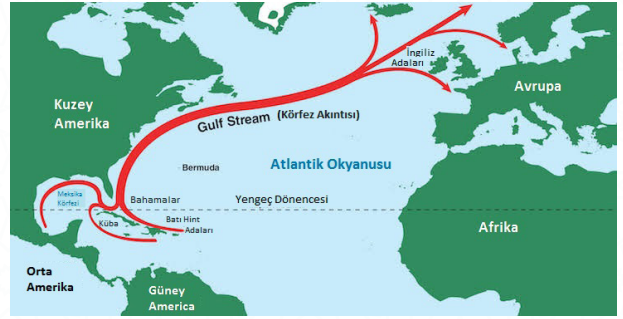 İngiliz
Adaları
Avrupa
Kuzey
Amerika
Gulf Stream (Körfez Akıntısı)
Bermuda
Atlantik Okyanusu
Meksika
Körfezi
Bahamalar
Yengeç Dönencesi
Küba
Batı Hint
Adaları
Afrika
Orta
Amerika
Güney
America